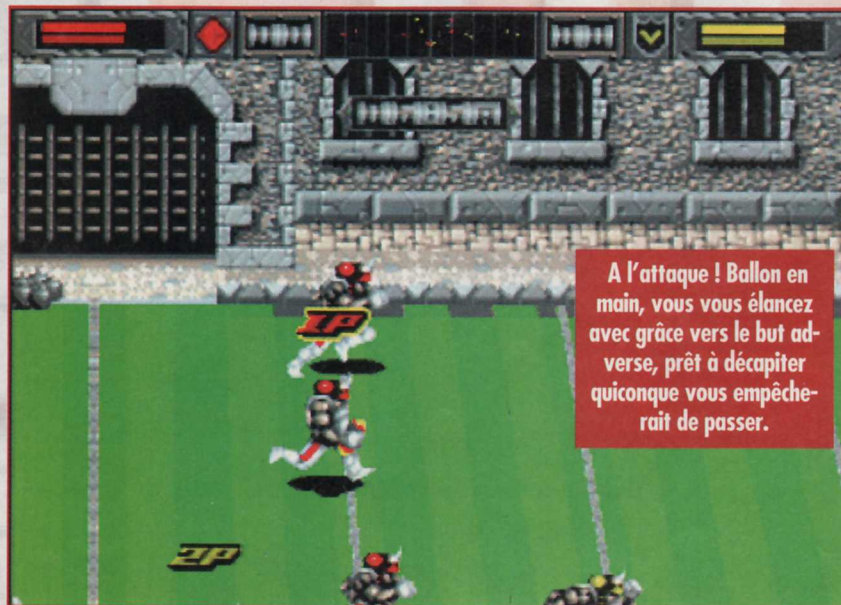 A l'attaque ! Ballon en
main, vous vous élancez
avec grâce vers le but ad-
verse, prêt à décapiter
quiconque vous empêche-
rait de passer.
1P
2P